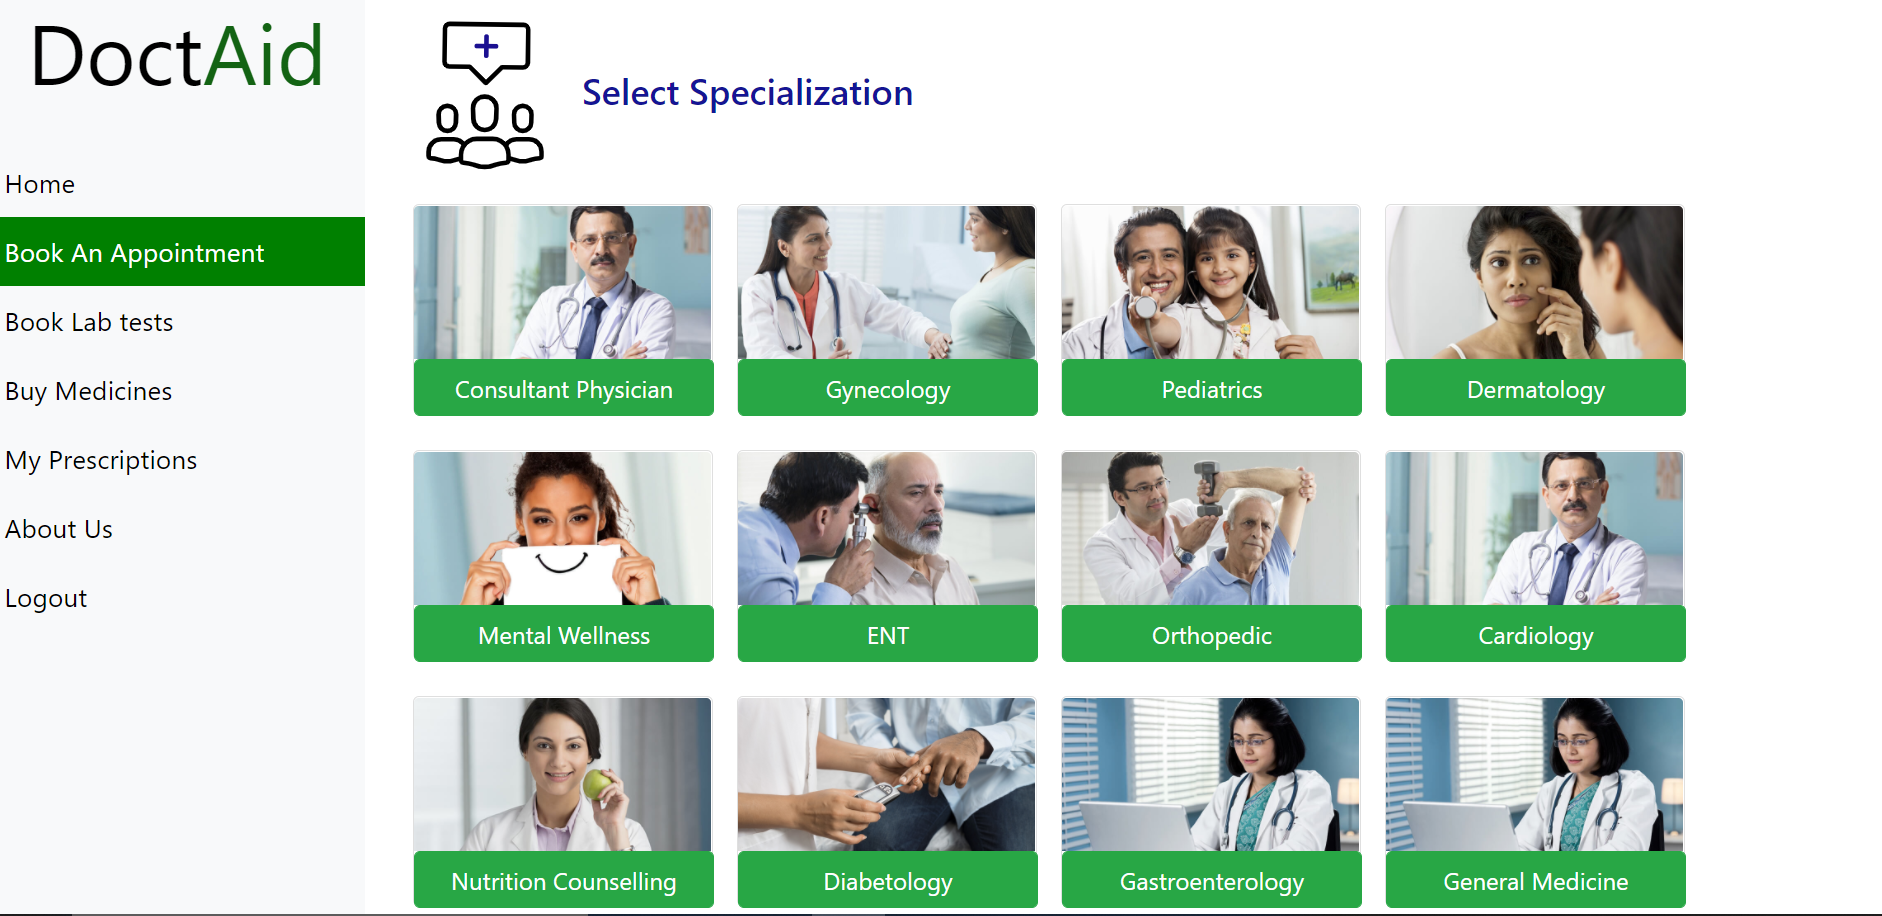 DoctAid
Home
Book An Appointment
Book Lab tests
Buy Medicines
My Prescriptions
About Us
Logout
Select Specialization
Consultant Physician
Gynecology
Pediatrics
Dermatology
Mental Wellness
ENT
Orthopedic
Cardiology
Nutrition Counselling
Diabetology
Gastroenterology
General Medicine